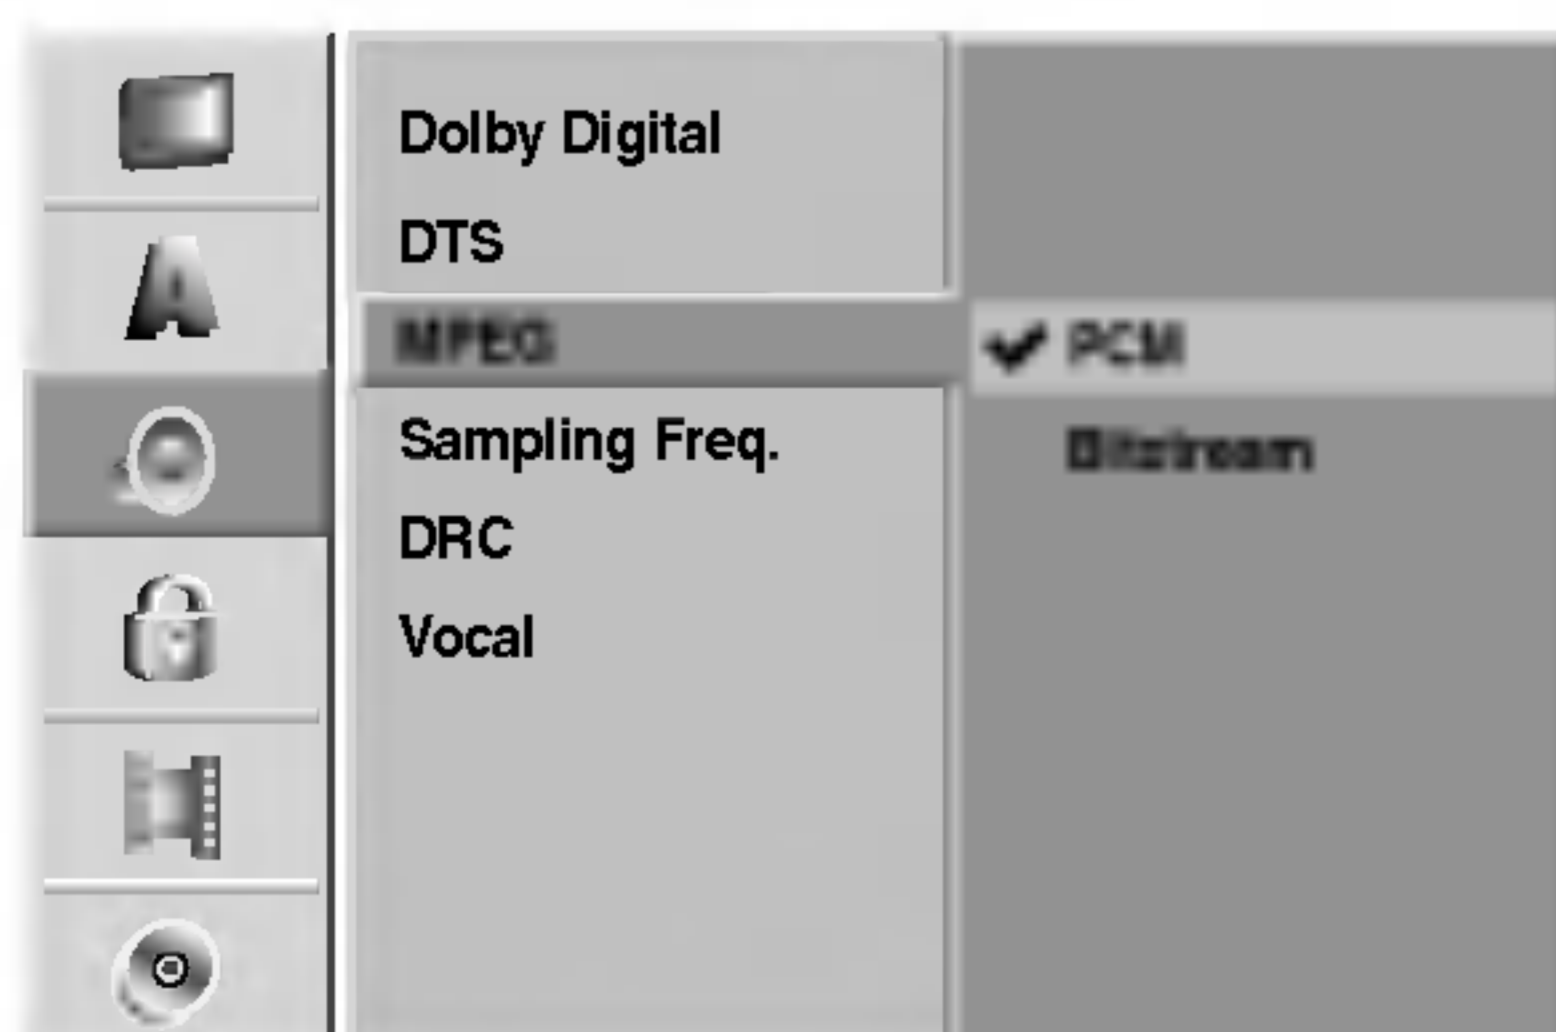 Dolby Digital
DTS
MPEG
PCM
Bitstream
Sampling Freq.
DRC
Vocal